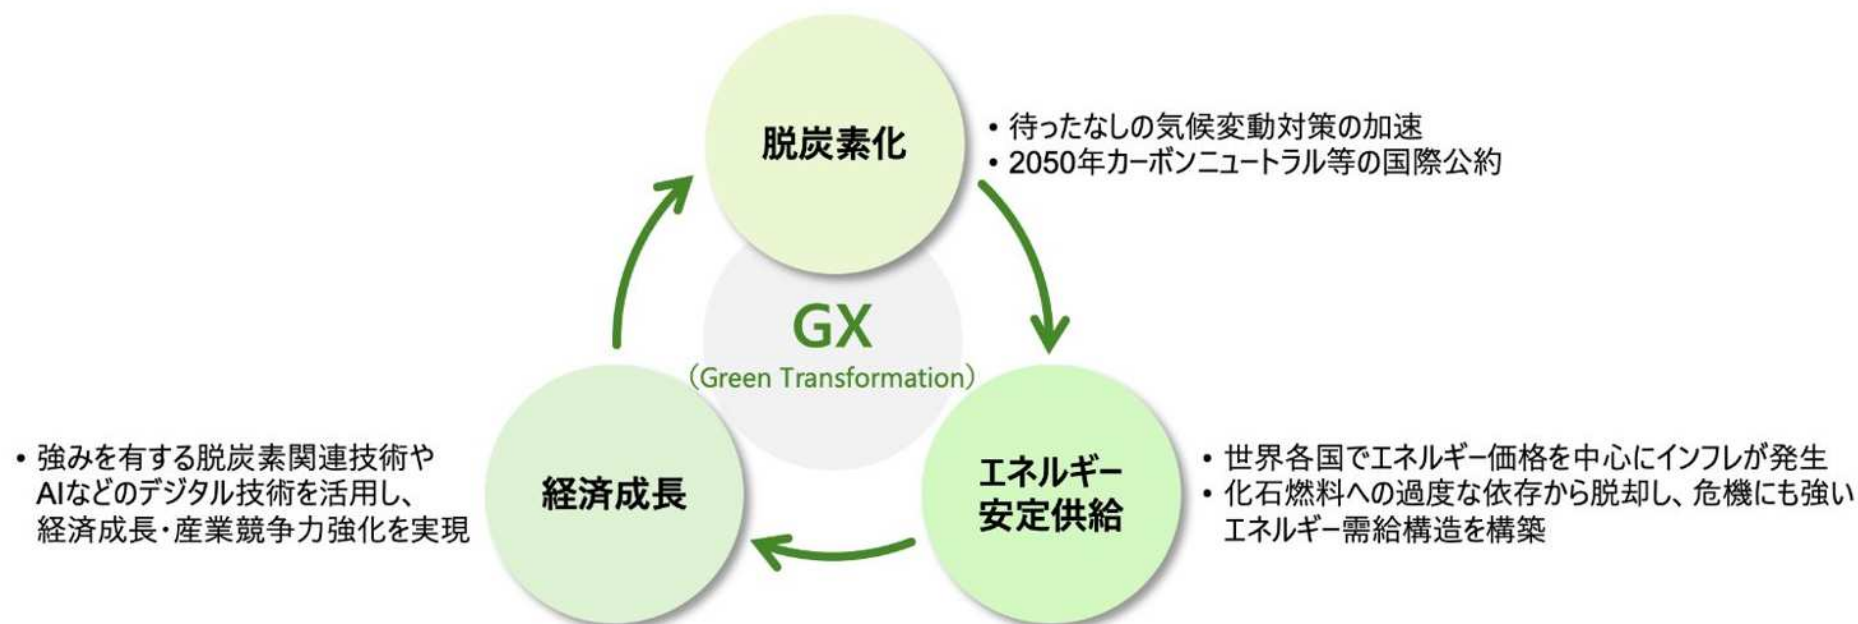 脱炭素化
• 待ったなしの気候変動対策の加速
• 2050年カーボンニュートラル等の国際公約
GX
（Green Transformation）
エネルギー
安定供給
• 世界各国でエネルギー価格を中心にインフレが発生
• 化石燃料への過度な依存から脱却し、危機にも強い
エネルギー需給構造を構築
経済成長
• 強みを有する脱炭素関連技術や
AIなどのデジタル技術を活用し、
経済成長・産業競争力強化を実現